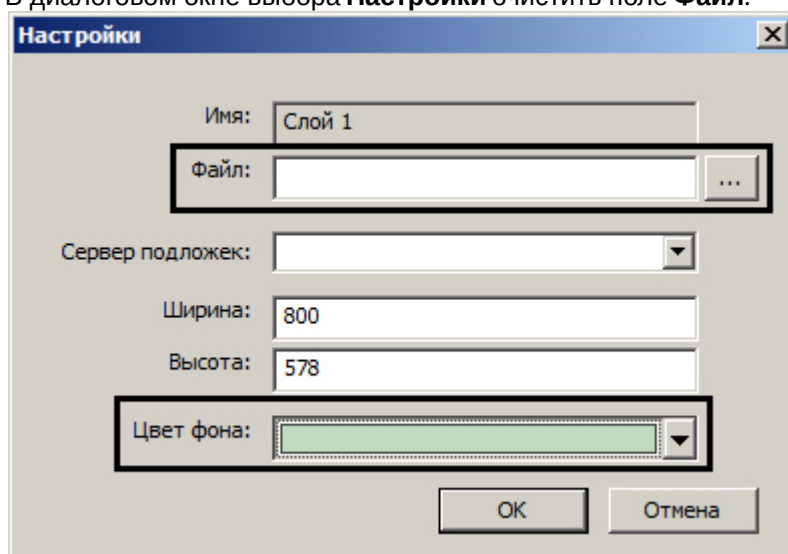 В диалоговом окне выбора Настройки очистить поле Файл.
Настройки
Имя: Слой 1
Файл: ...
Сервер подложек:
Ширина: 800
Высота: 578
Цвет фона:
OK Отмена